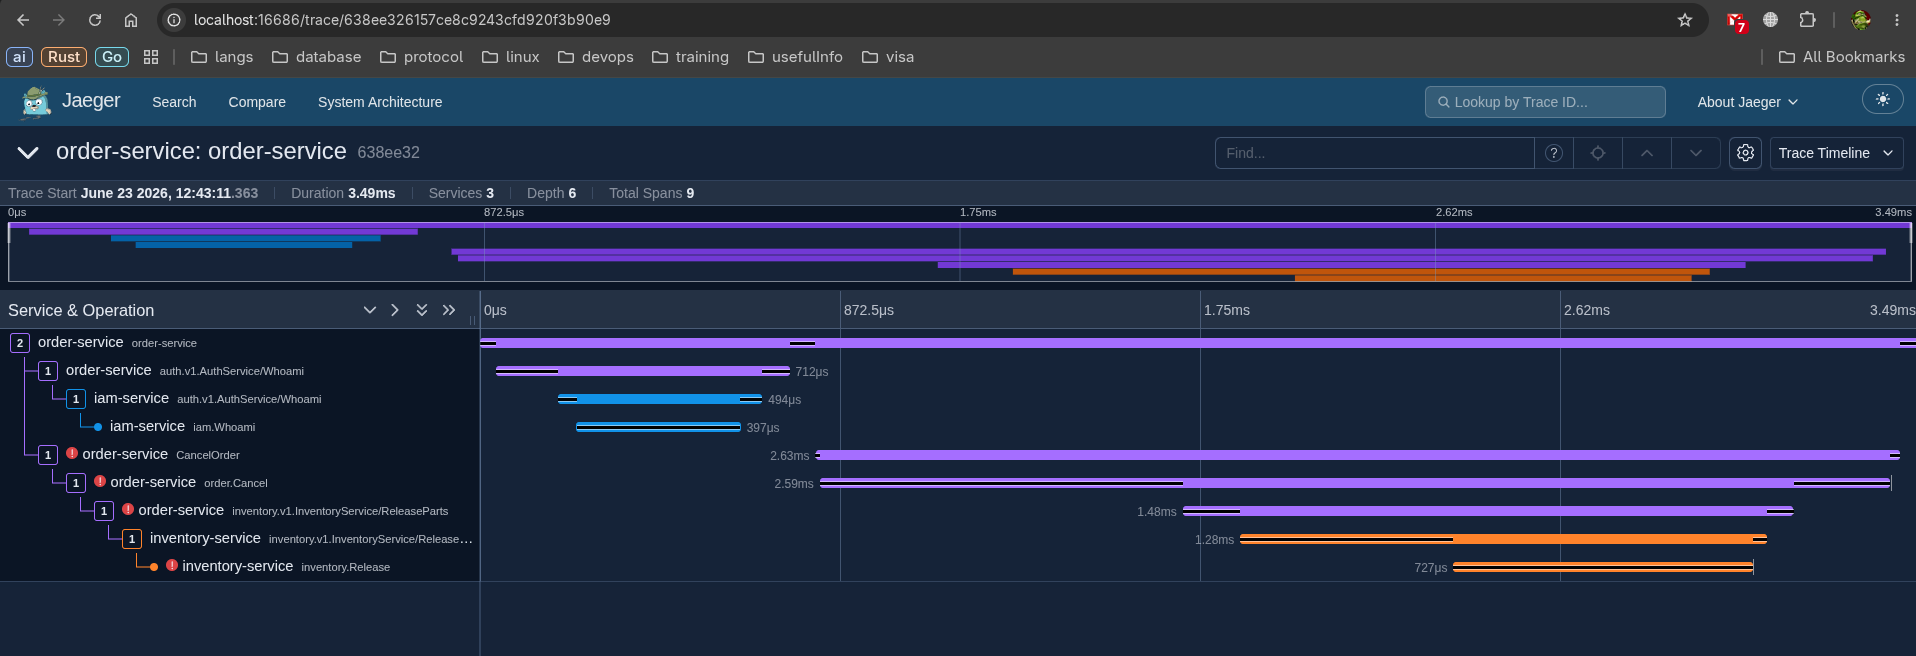 localhost:16686/trace/638ee326157ce8c9243cfd920f3b90e9
7
ai Rust Go langs database protocol linux devops training usefulInfo visa All Bookmarks
Jaeger Search Compare System Architecture Lookup by Trace ID... About Jaeger
order-service: order-service 638ee32 Find... ? Trace Timeline
Trace Start June 23 2026, 12:43:11.363 Duration 3.49ms Services 3 Depth 6 Total Spans 9
0μs 872.5μs 1.75ms 2.62ms 3.49ms
Service & Operation 0μs 872.5μs 1.75ms 2.62ms 3.49ms
2 order-service order-service
1 order-service auth.v1.AuthService/Whoami 712μs
1 iam-service auth.v1.AuthService/Whoami 494μs
iam-service iam.Whoami 397μs
1 ! order-service CancelOrder 2.63ms
1 ! order-service order.Cancel 2.59ms
1 ! order-service inventory.v1.InventoryService/ReleaseParts 1.48ms
1 inventory-service inventory.v1.InventoryService/Release... 1.28ms
! inventory-service inventory.Release 727μs